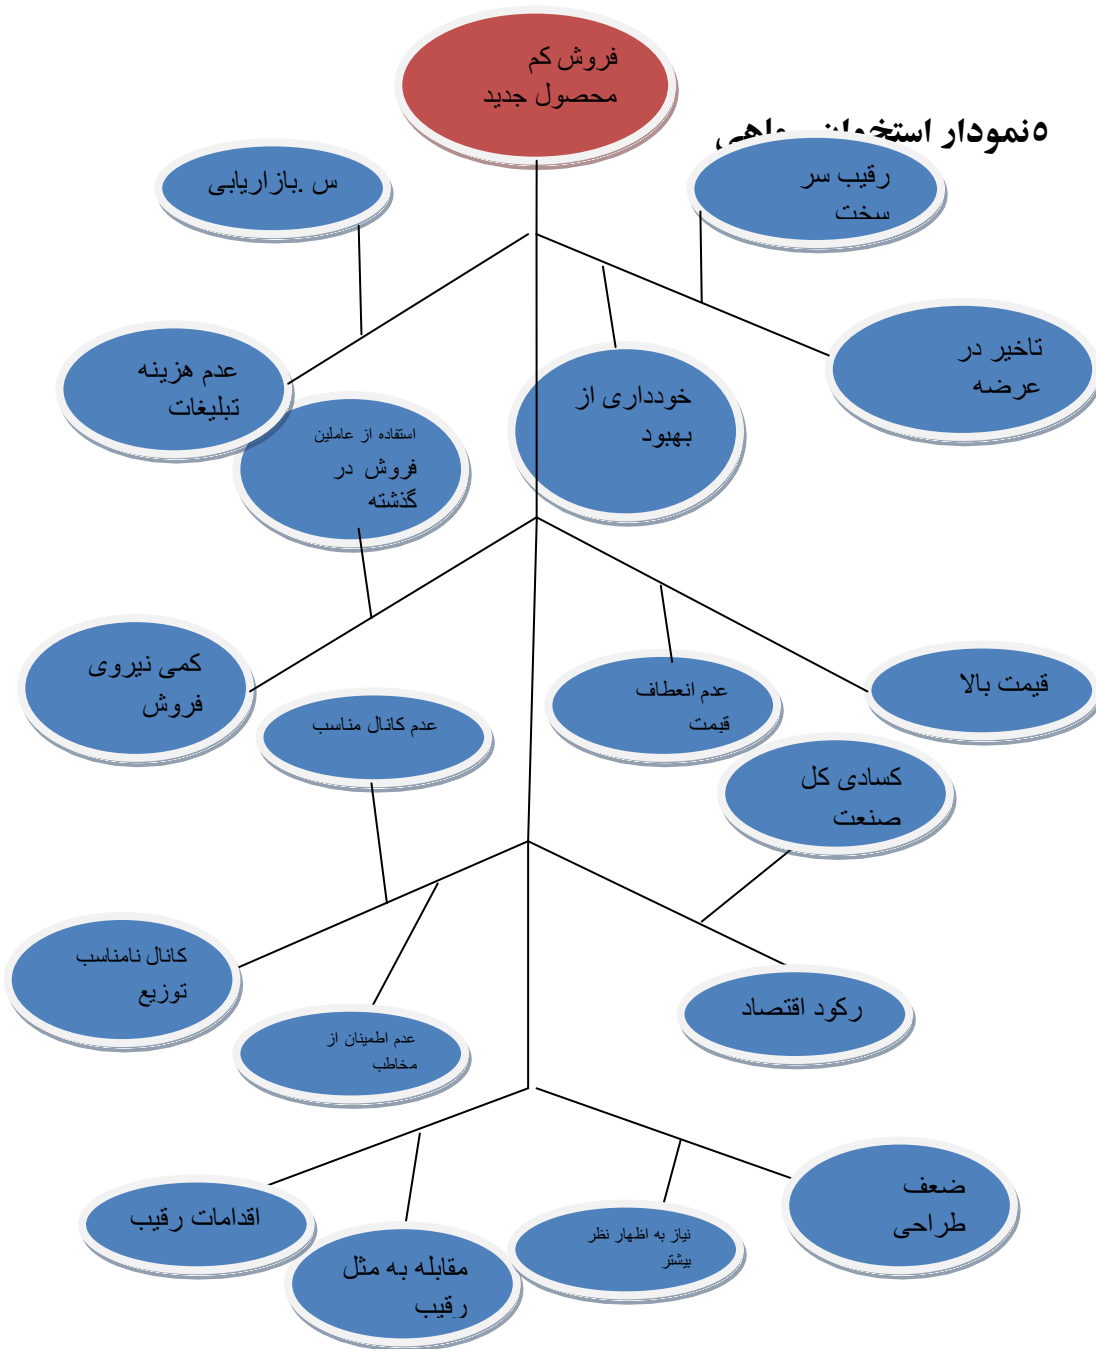 فروش کم
محصول جدید
٥نمودار استخوان ماهی
س .بازاریابی
رقیب سر
سخت
تاخیر در
عرضه
عدم هزینه
تبلیغات
خودداری از
بهبود
استفاده از عاملین
فروش در
گذشته
کمی نیروی
فروش
عدم کانال مناسب
عدم انعطاف
قیمت
قیمت بالا
کسادی کل
صنعت
کانال نامناسب
توزیع
عدم اطمینان از
مخاطب
رکود اقتصاد
ضعف
طراحی
اقدامات رقیب
مقابله به مثل
رقیب
نیاز به اظهار نظر
بیشتر